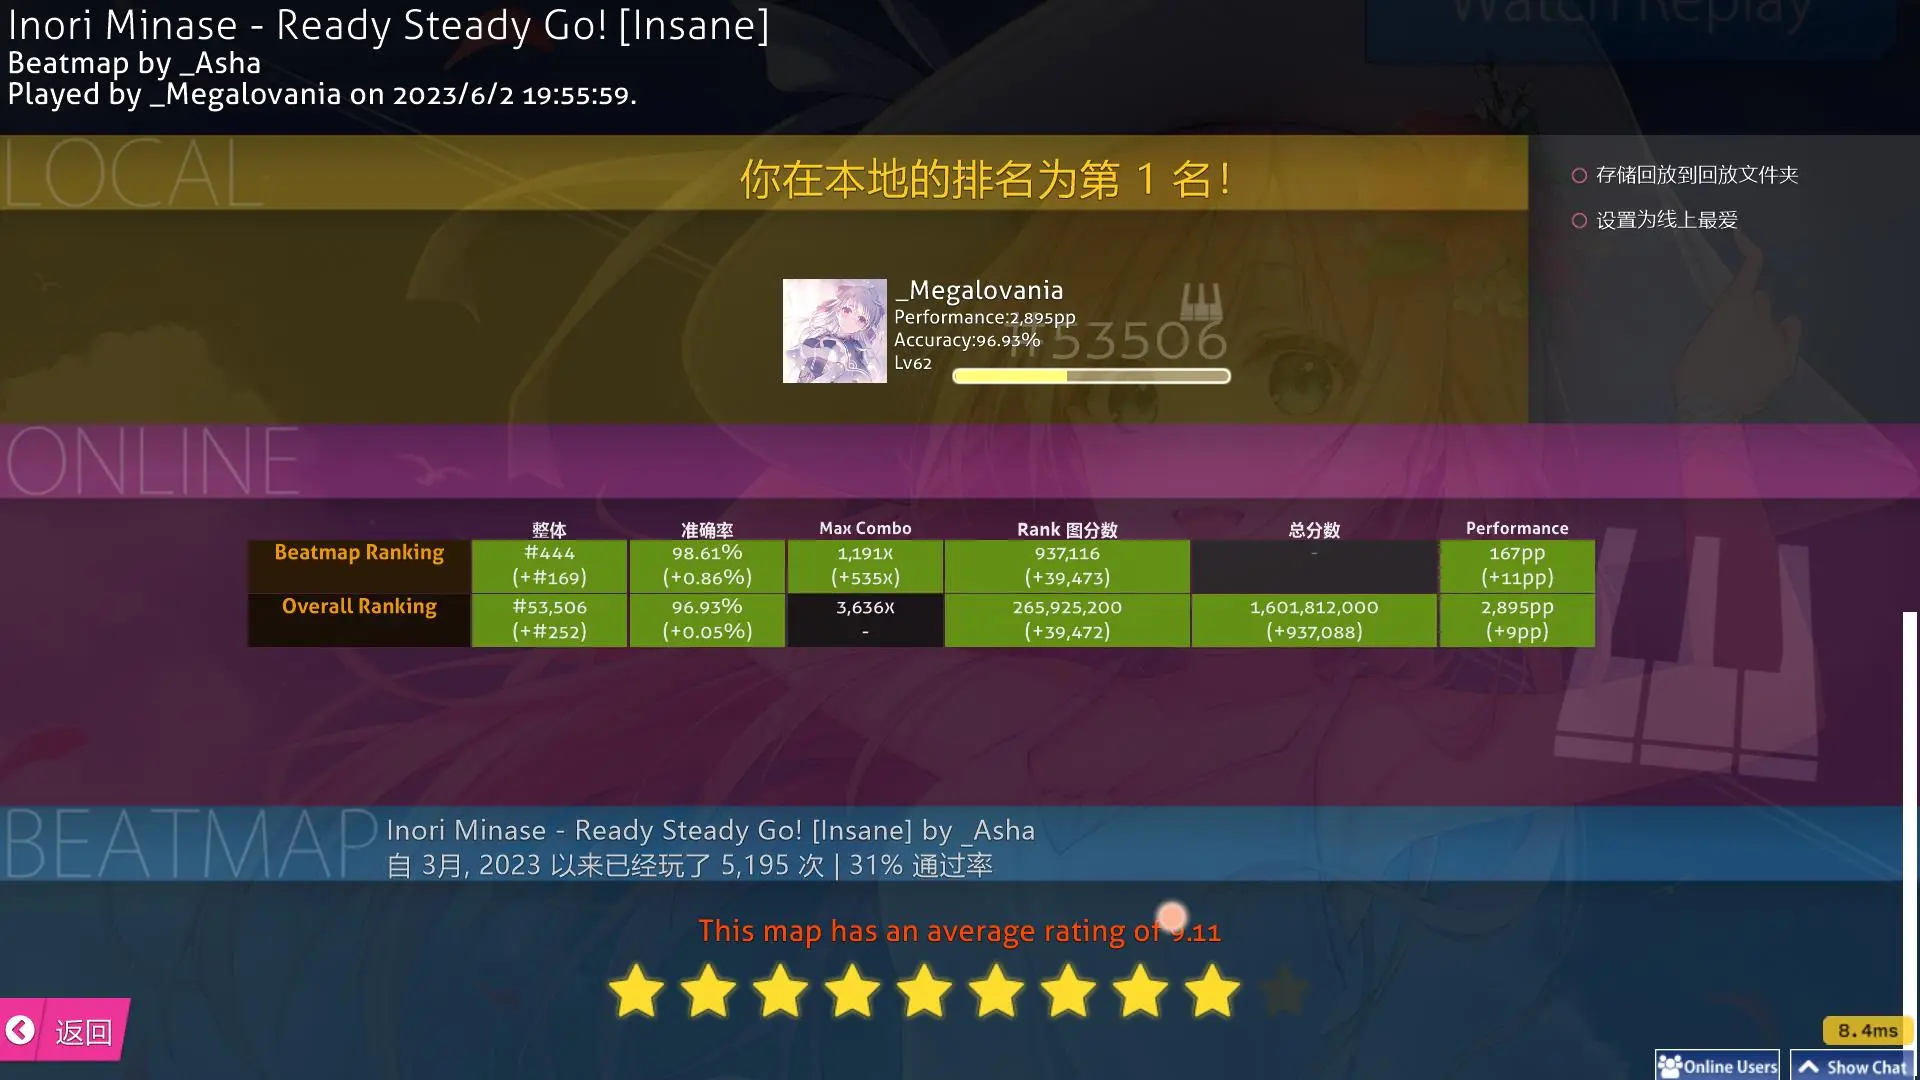 Inori Minase - Ready Steady Go! [Insane]
Beatmap by _Asha
Played by _Megalovania on 2023/6/2 19:55:59.
Watch Replay
LOCAL
你在本地的排名为第 1 名!
存储回放到回放文件夹
设置为线上最爱
_Megalovania
Performance:2,895pp
Accuracy:96.93%
Lv62
#53506
ONLINE
整体 准确率 Max Combo Rank 图分数 总分数 Performance
Beatmap Ranking #444 98.61% 1,191x 937,116 - 167pp
(+#169) (+0.86%) (+535x) (+39,473) (+11pp)
Overall Ranking #53,506 96.93% 3,636x 265,925,200 1,601,812,000 2,895pp
(+#252) (+0.05%) - (+39,472) (+937,088) (+9pp)
BEATMAP
Inori Minase - Ready Steady Go! [Insane] by _Asha
自 3月, 2023 以来已经玩了 5,195 次 | 31% 通过率
This map has an average rating of 9.11
返回
8.4ms
Online Users
Show Chat